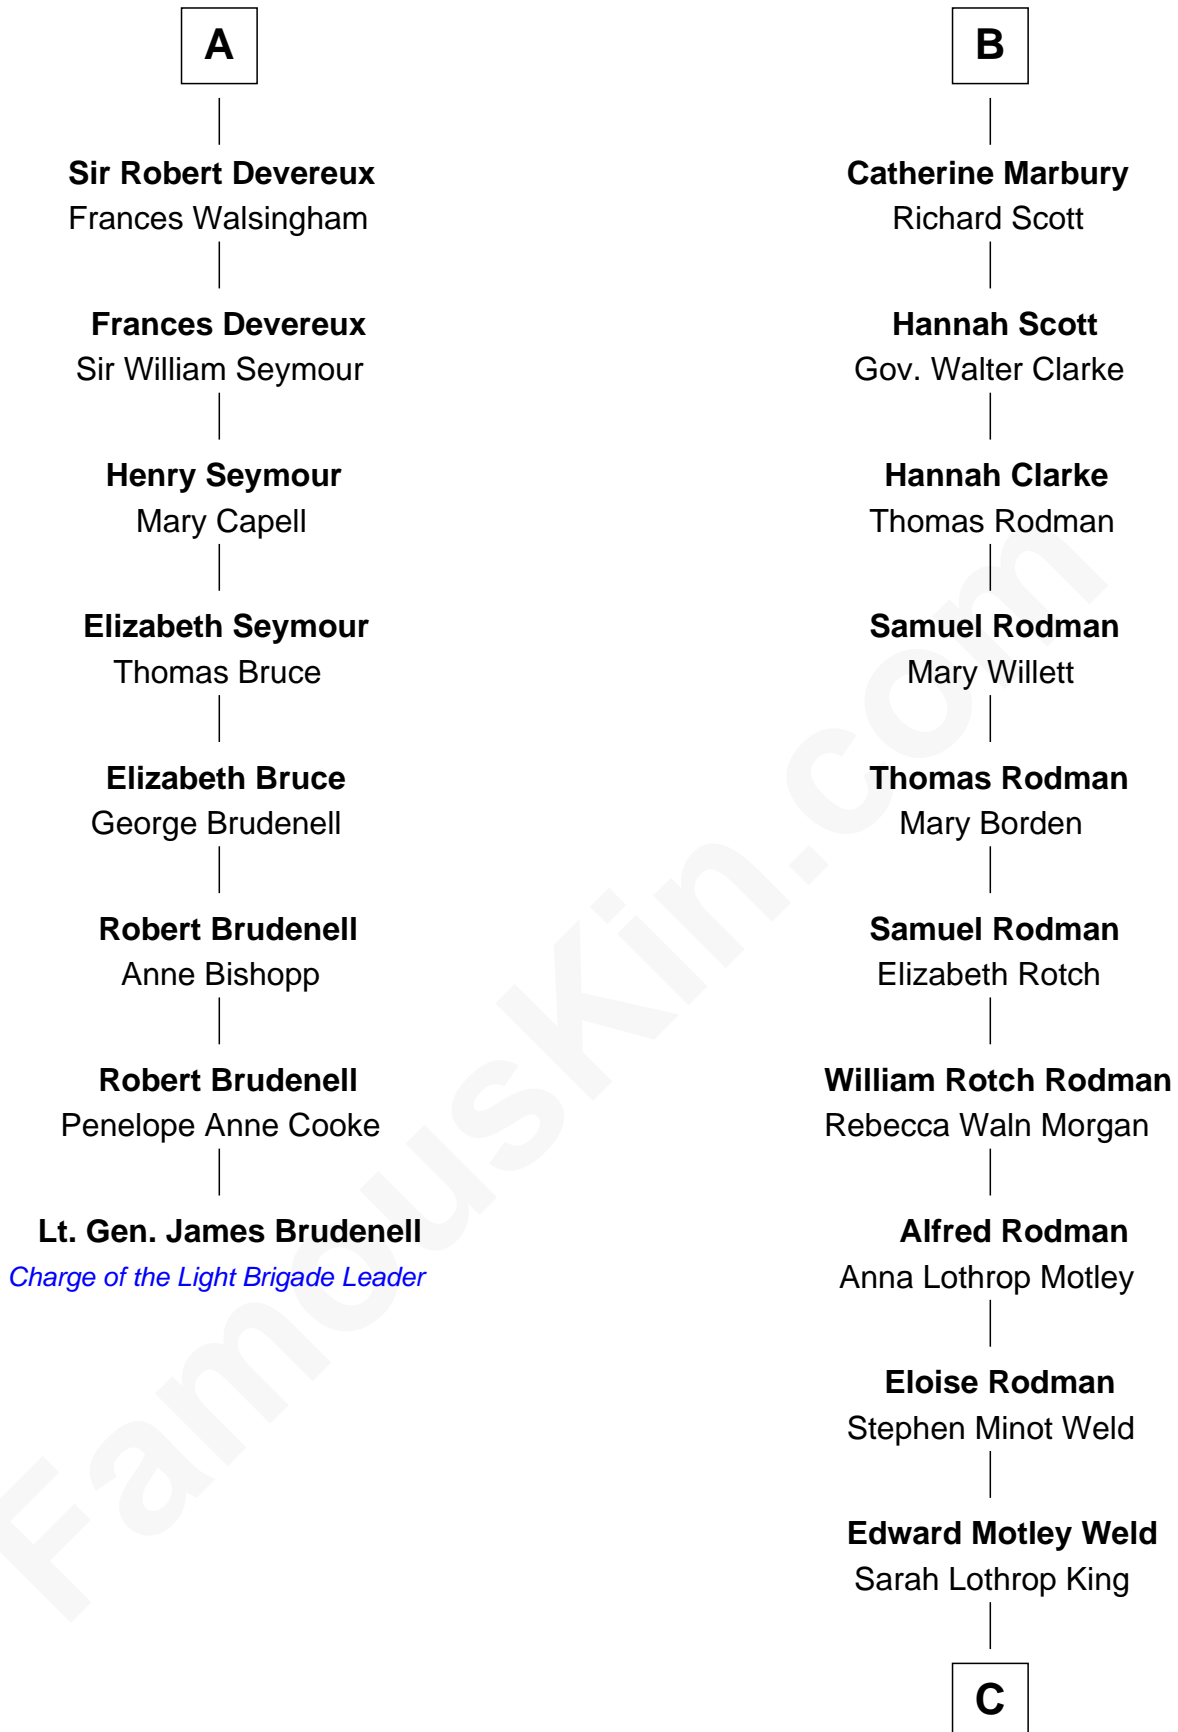 A
Sir Robert Devereux
Frances Walsingham
Frances Devereux
Sir William Seymour
Henry Seymour
Mary Capell
Elizabeth Seymour
Thomas Bruce
Elizabeth Bruce
George Brudenell
Robert Brudenell
Anne Bishopp
Robert Brudenell
Penelope Anne Cooke
Lt. Gen. James Brudenell
Charge of the Light Brigade Leader
B
Catherine Marbury
Richard Scott
Hannah Scott
Gov. Walter Clarke
Hannah Clarke
Thomas Rodman
Samuel Rodman
Mary Willett
Thomas Rodman
Mary Borden
Samuel Rodman
Elizabeth Rotch
William Rotch Rodman
Rebecca Waln Morgan
Alfred Rodman
Anna Lothrop Motley
Eloise Rodman
Stephen Minot Weld
Edward Motley Weld
Sarah Lothrop King
C
FamousKin.com